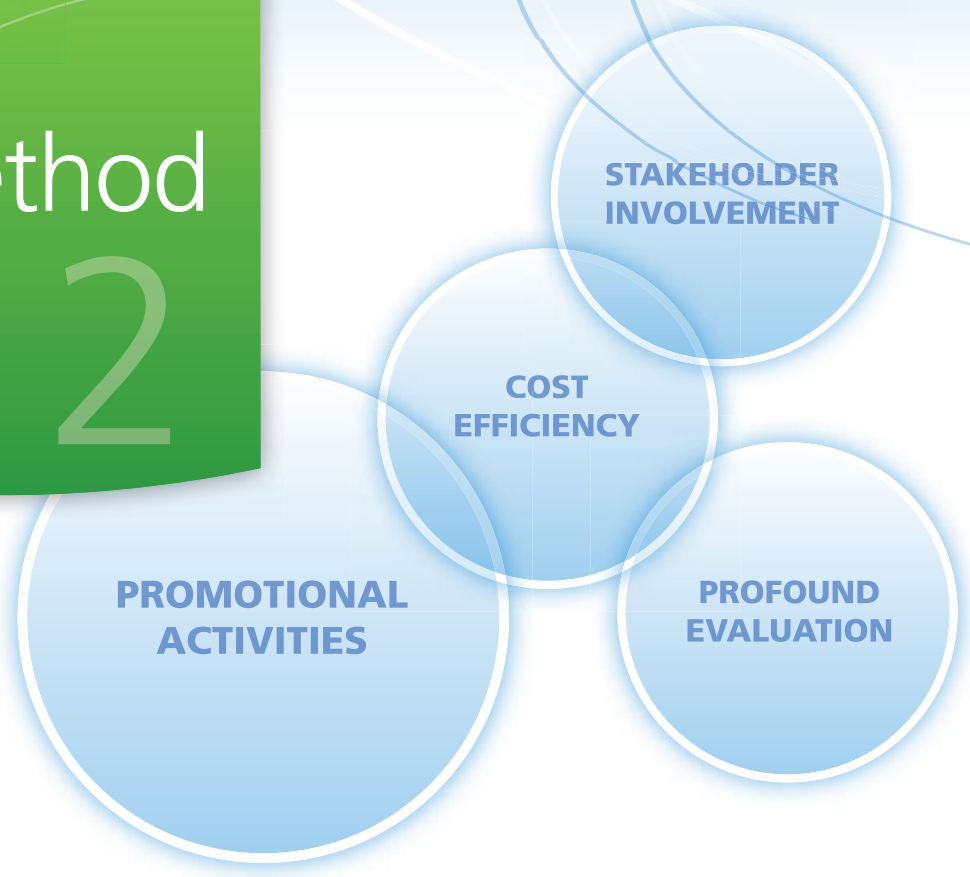 ethod
2
STAKEHOLDER
INVOLVEMENT
COST
EFFICIENCY
PROMOTIONAL
ACTIVITIES
PROFOUND
EVALUATION